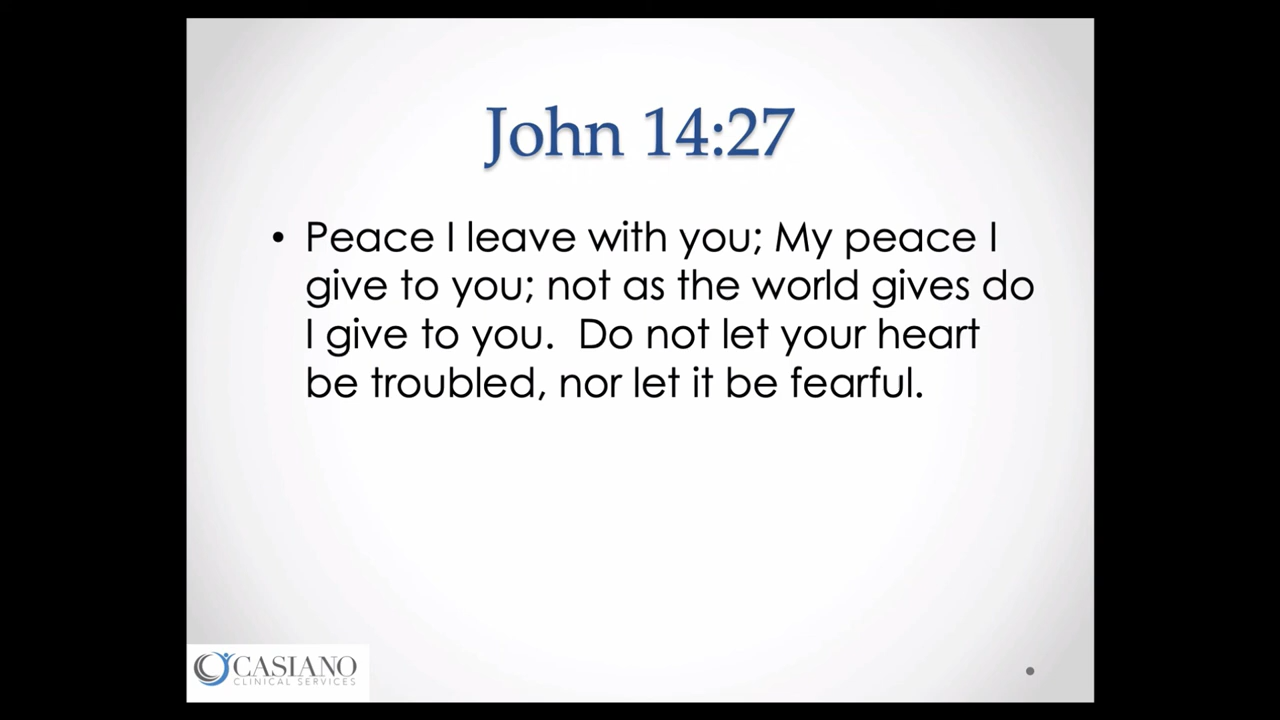 John 14:27
• Peace I leave with you; My peace I
give to you; not as the world gives do
I give to you.  Do not let your heart
be troubled, nor let it be fearful.
CASIANO
CLINICAL SERVICES